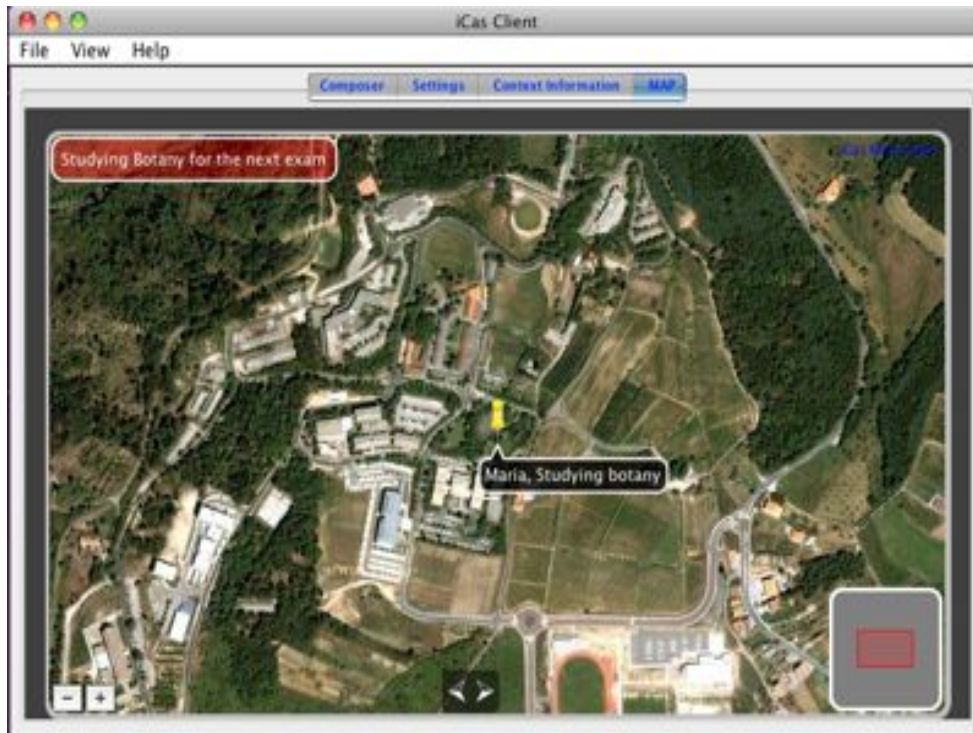 iCas Client
File View Help
Composer Settings Context Information MAP
Studying Botany for the next exam
Maria, Studying botany
- +